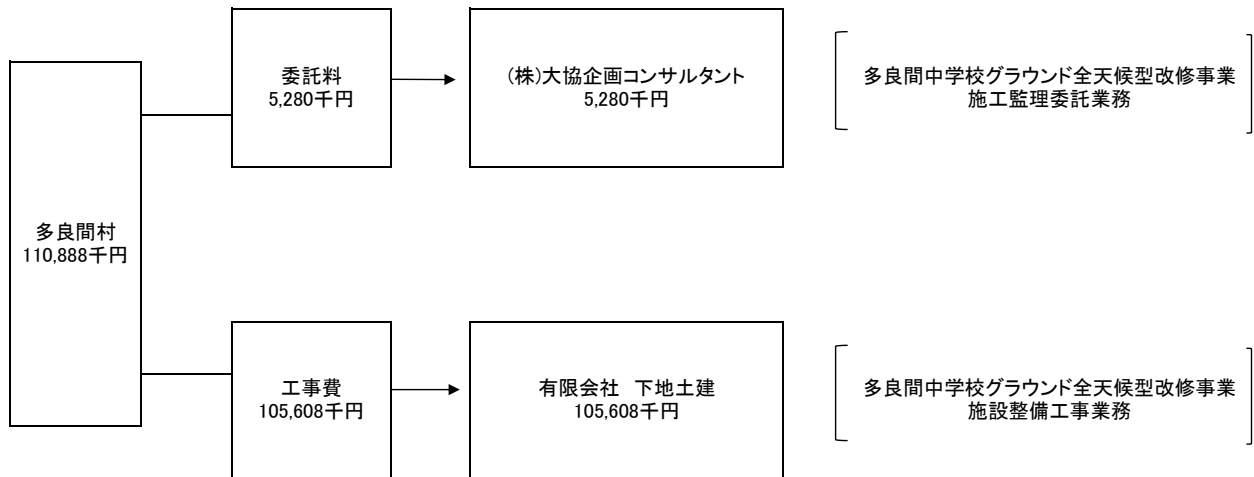 多良間村
110,888千円
委託料
5,280千円
(株)大協企画コンサルタント
5,280千円
多良間中学校グラウンド全天候型改修事業
施工監理委託業務
工事費
105,608千円
有限会社　下地土建
105,608千円
多良間中学校グラウンド全天候型改修事業
施設整備工事業務